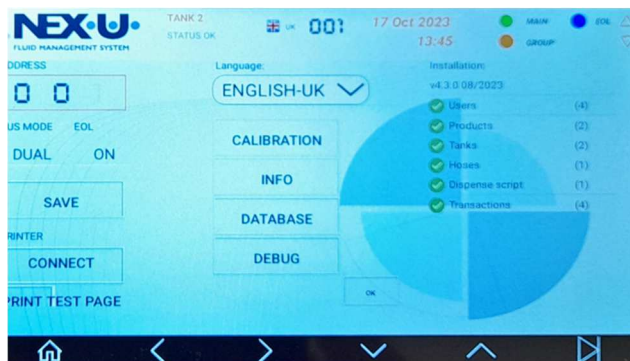 NEX·U·
FLUID MANAGEMENT SYSTEM
TANK 2
STATUS OK
UK
001
17 Oct 2023
13:45
MAIN
GROUP
EOL
DDRESS
0 0
US MODE EOL
DUAL ON
SAVE
RINTER
CONNECT
PRINT TEST PAGE
Language:
ENGLISH-UK
CALIBRATION
INFO
DATABASE
DEBUG
OK
Installation:
v4.3.0 08/2023
Users (4)
Products (2)
Tanks (2)
Hoses (1)
Dispense script (1)
Transactions (4)